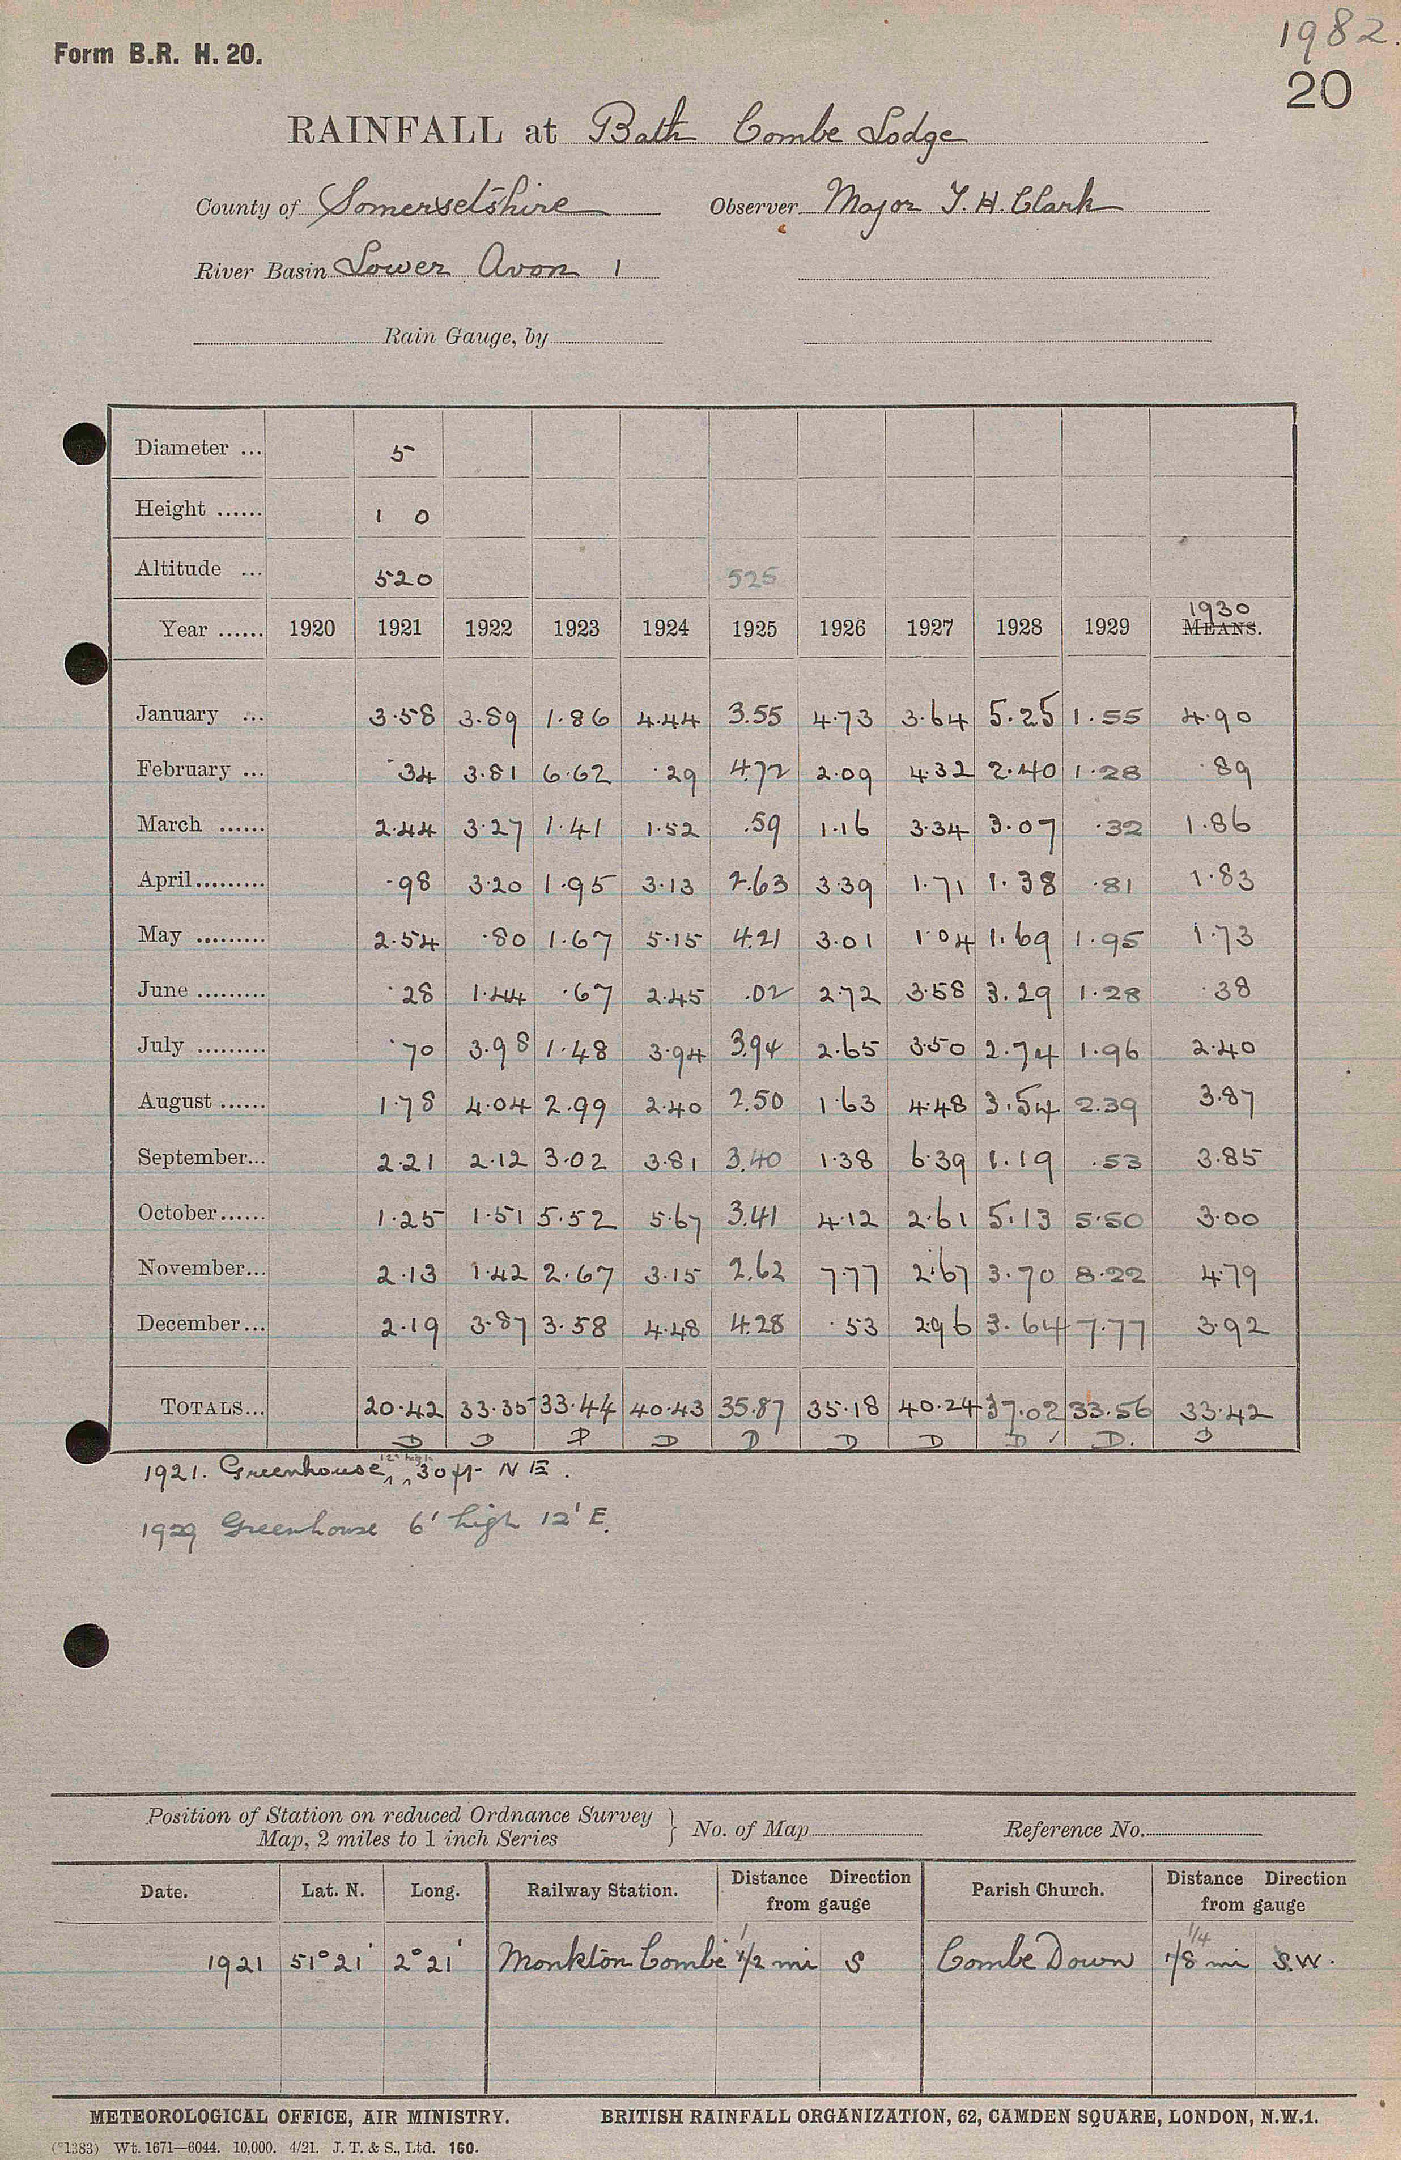 1982.
Form B.R. H. 20.
20
RAINFALL at Bath Combe Lodge
County of Somersetshire Observer Major T. H. Clark
River Basin Lower Avon 1
Rain Gauge, by
Diameter ... 5
Height ...... 1 0
Altitude ... 520 525
1930
Year ...... 1920 1921 1922 1923 1924 1925 1926 1927 1928 1929 MEANS.
January ... 3.58 3.89 1.86 4.44 3.55 4.73 3.64 5.25 1.55 4.90
February ... .34 3.81 6.62 .29 4.72 2.09 4.32 2.40 1.28 .89
March ...... 2.44 3.27 1.41 1.52 .59 1.16 3.34 3.07 .32 1.86
April......... .98 3.20 1.95 3.13 2.63 3.39 1.71 1.38 .81 1.83
May ......... 2.54 .80 1.67 5.15 4.21 3.01 1.04 1.69 1.95 1.73
June ......... .28 1.44 .67 2.45 .02 2.72 3.58 3.29 1.28 .38
July ......... .70 3.98 1.48 3.94 3.94 2.65 3.50 2.74 1.96 2.40
August ...... 1.78 4.04 2.99 2.40 2.50 1.63 4.48 3.54 2.39 3.87
September... 2.21 2.12 3.02 3.81 3.40 1.38 6.39 1.19 .53 3.85
October...... 1.25 1.51 5.52 5.67 3.41 4.12 2.61 5.13 5.50 3.00
November... 2.13 1.42 2.67 3.15 2.62 7.77 2.67 3.70 8.22 4.79
December... 2.19 3.87 3.58 4.48 4.28 .53 2.96 3.64 7.77 3.92
TOTALS... 20.42 33.35 33.44 40.43 35.87 35.18 40.24 37.02 33.56 33.42
D D D D D D D D ✓ D. D
1921. Greenhouse 30 ft N E.
1929 Greenhouse 6' high 12' E.
Position of Station on reduced Ordnance Survey
Map, 2 miles to 1 inch Series } No. of Map Reference No.
Date. Lat. N. Long. Railway Station. Distance Direction from gauge Parish Church. Distance Direction from gauge
1/4
1921 51° 21' 2° 21' Monkton Combe 1/2 mi S Combe Down 1/8 mi S.W.
METEOROLOGICAL OFFICE, AIR MINISTRY. BRITISH RAINFALL ORGANIZATION, 62, CAMDEN SQUARE, LONDON, N.W.1.
(*1383) Wt. 1671—6044. 10,000. 4/21. J. T. & S., Ltd. 160.